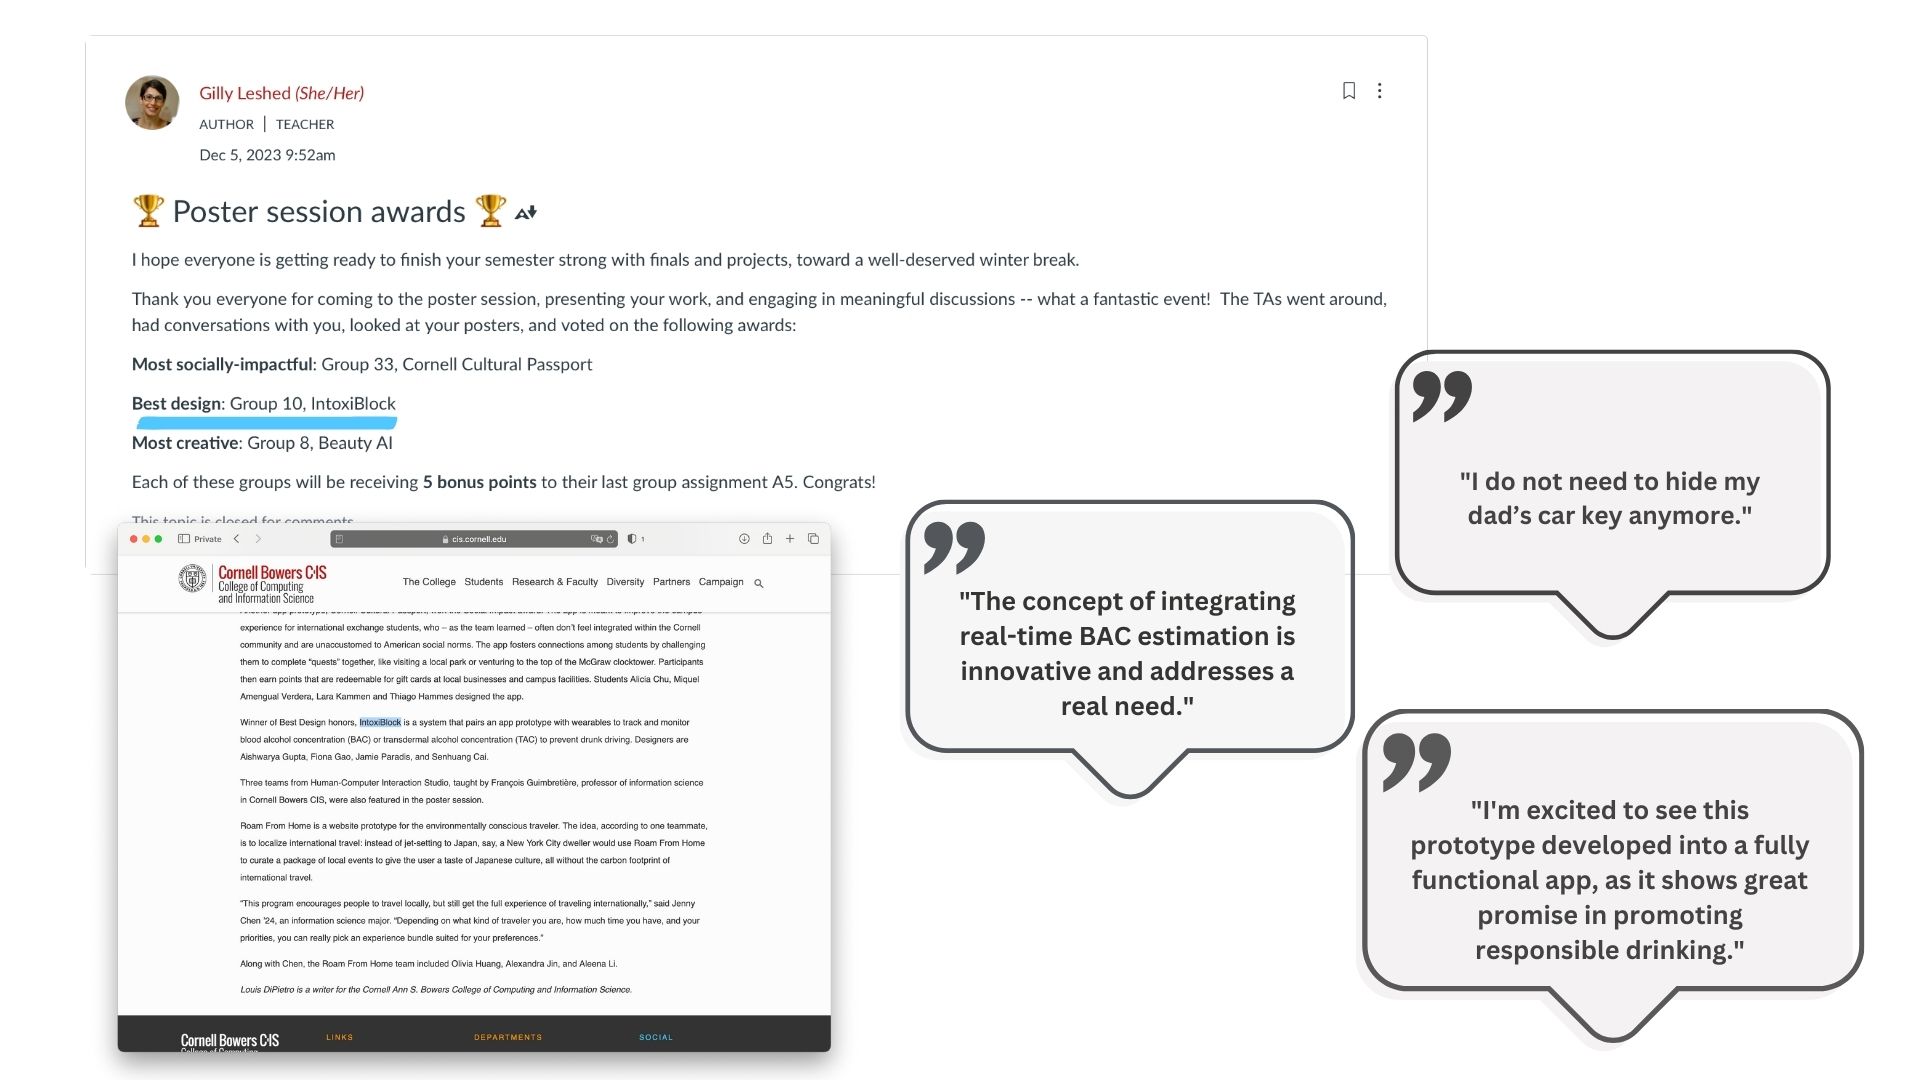 Gilly Leshed (She/Her)
AUTHOR | TEACHER
Dec 5, 2023 9:52am
🏆 Poster session awards 🏆
I hope everyone is getting ready to finish your semester strong with finals and projects, toward a well-deserved winter break.
Thank you everyone for coming to the poster session, presenting your work, and engaging in meaningful discussions -- what a fantastic event!  The TAs went around,
had conversations with you, looked at your posters, and voted on the following awards:
Most socially-impactful: Group 33, Cornell Cultural Passport
Best design: Group 10, IntoxiBlock
Most creative: Group 8, Beauty AI
Each of these groups will be receiving 5 bonus points to their last group assignment A5. Congrats!
This topic is closed for comments
Private
cis.cornell.edu
1
Cornell Bowers C·IS
College of Computing
and Information Science
The College Students Research & Faculty Diversity Partners Campaign
experience for international exchange students, who – as the team learned – often don't feel integrated within the Cornell
community and are unaccustomed to American social norms. The app fosters connections among students by challenging
them to complete “quests” together, like visiting a local park or venturing to the top of the McGraw clocktower. Participants
then earn points that are redeemable for gift cards at local businesses and campus facilities. Students Alicia Chu, Miquel
Amengual Verdera, Lara Kammen and Thiago Hammes designed the app.
Winner of Best Design honors, IntoxiBlock is a system that pairs an app prototype with wearables to track and monitor
blood alcohol concentration (BAC) or transdermal alcohol concentration (TAC) to prevent drunk driving. Designers are
Aishwarya Gupta, Fiona Gao, Jamie Paradis, and Senhuang Cai.
Three teams from Human-Computer Interaction Studio, taught by François Guimbretière, professor of information science
in Cornell Bowers CIS, were also featured in the poster session.
Roam From Home is a website prototype for the environmentally conscious traveler. The idea, according to one teammate,
is to localize international travel: instead of jet-setting to Japan, say, a New York City dweller would use Roam From Home
to curate a package of local events to give the user a taste of Japanese culture, all without the carbon footprint of
international travel.
“This program encourages people to travel locally, but still get the full experience of traveling internationally,” said Jenny
Chen '24, an information science major. “Depending on what kind of traveler you are, how much time you have, and your
priorities, you can really pick an experience bundle suited for your preferences.”
Along with Chen, the Roam From Home team included Olivia Huang, Alexandra Jin, and Aleena Li.
Louis DiPietro is a writer for the Cornell Ann S. Bowers College of Computing and Information Science.
Cornell Bowers C·IS
College of Computing
LINKS
DEPARTMENTS
SOCIAL
"The concept of integrating
real-time BAC estimation is
innovative and addresses a
real need."
"I do not need to hide my
dad’s car key anymore."
"I'm excited to see this
prototype developed into a fully
functional app, as it shows great
promise in promoting
responsible drinking."